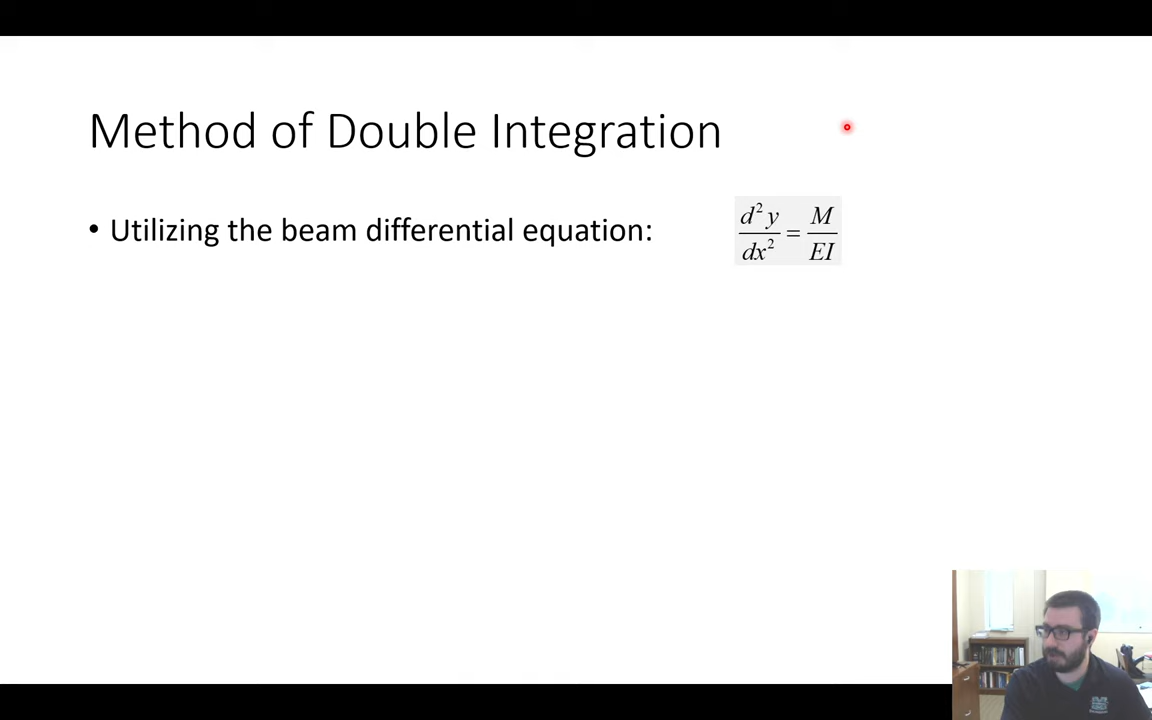 Method of Double Integration
• Utilizing the beam differential equation: d²y/dx² = M/EI